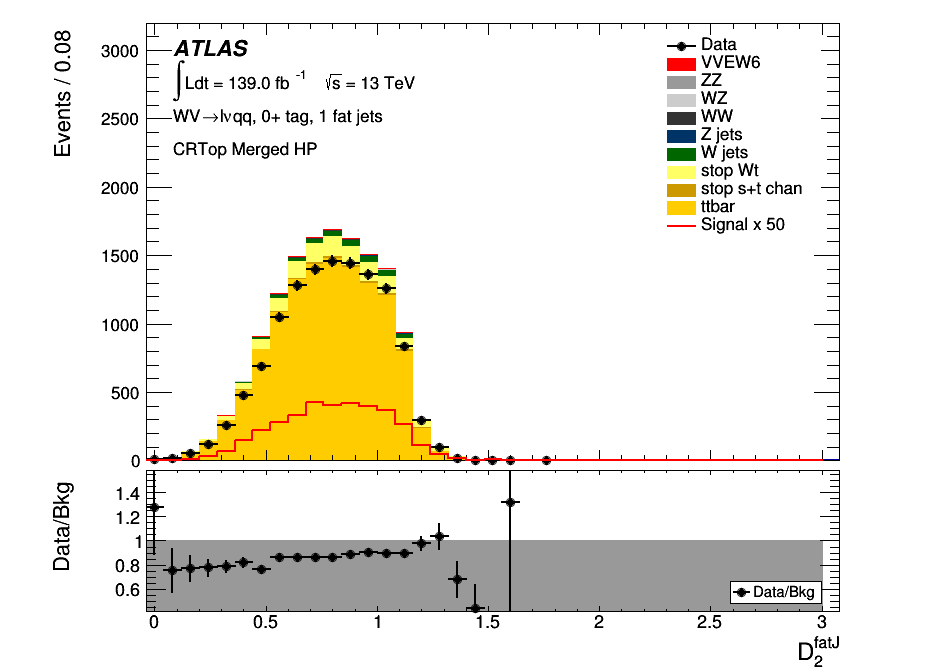 Events / 0.08
3000
2500
2000
1500
1000
500
0
ATLAS
∫Ldt = 139.0 fb⁻¹ √s = 13 TeV
WV→lνqq, 0+ tag, 1 fat jets
CRTop Merged HP
Data
VVEW6
ZZ
WZ
WW
Z jets
W jets
stop Wt
stop s+t chan
ttbar
Signal x 50
Data/Bkg
1.4
1.2
1
0.8
0.6
Data/Bkg
0 0.5 1 1.5 2 2.5 3
D₂^fatJ